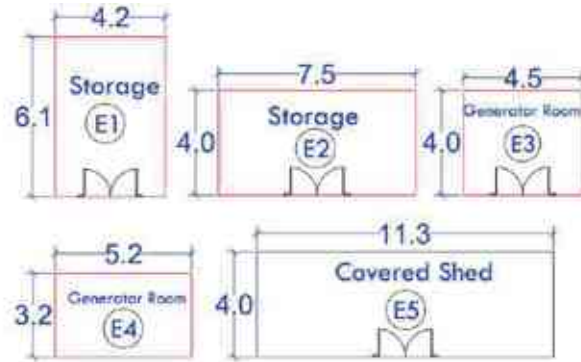 4.2
6.1
Storage
E1
7.5
4.0
Storage
E2
4.5
4.0
Generator Room
E3
5.2
3.2
Generator Room
E4
11.3
4.0
Covered Shed
E5